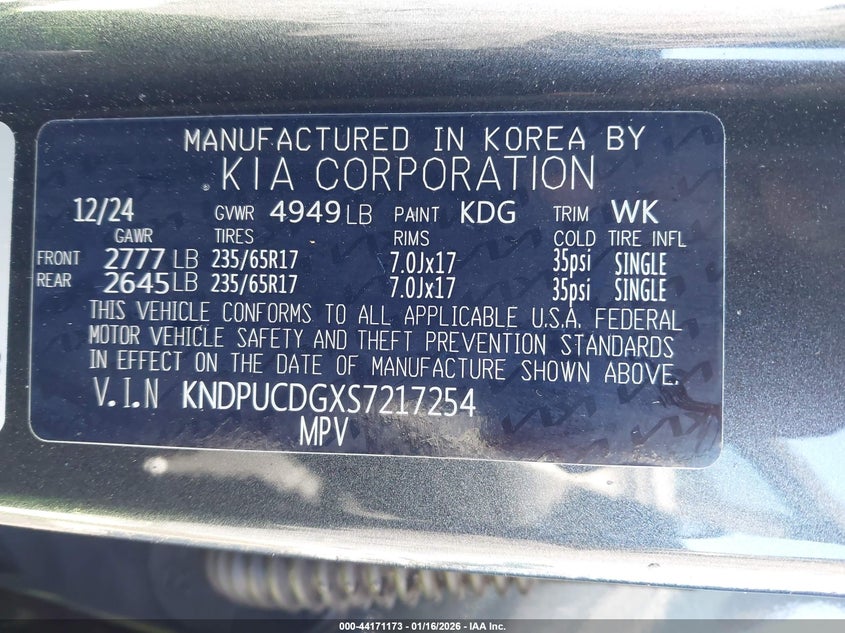 MANUFACTURED IN KOREA BY
KIA CORPORATION
12/24 GVWR 4949 LB PAINT KDG TRIM WK
GAWR TIRES RIMS COLD TIRE INFL
FRONT 2777 LB 235/65R17 7.0Jx17 35psi SINGLE
REAR 2645 LB 235/65R17 7.0Jx17 35psi SINGLE
THIS VEHICLE CONFORMS TO ALL APPLICABLE U.S.A. FEDERAL
MOTOR VEHICLE SAFETY AND THEFT PREVENTION STANDARDS
IN EFFECT ON THE DATE OF MANUFACTURE SHOWN ABOVE.
V.I.N KNDPUCDGXS7217254
MPV
000-44171173 - 01/16/2026 - IAA Inc.